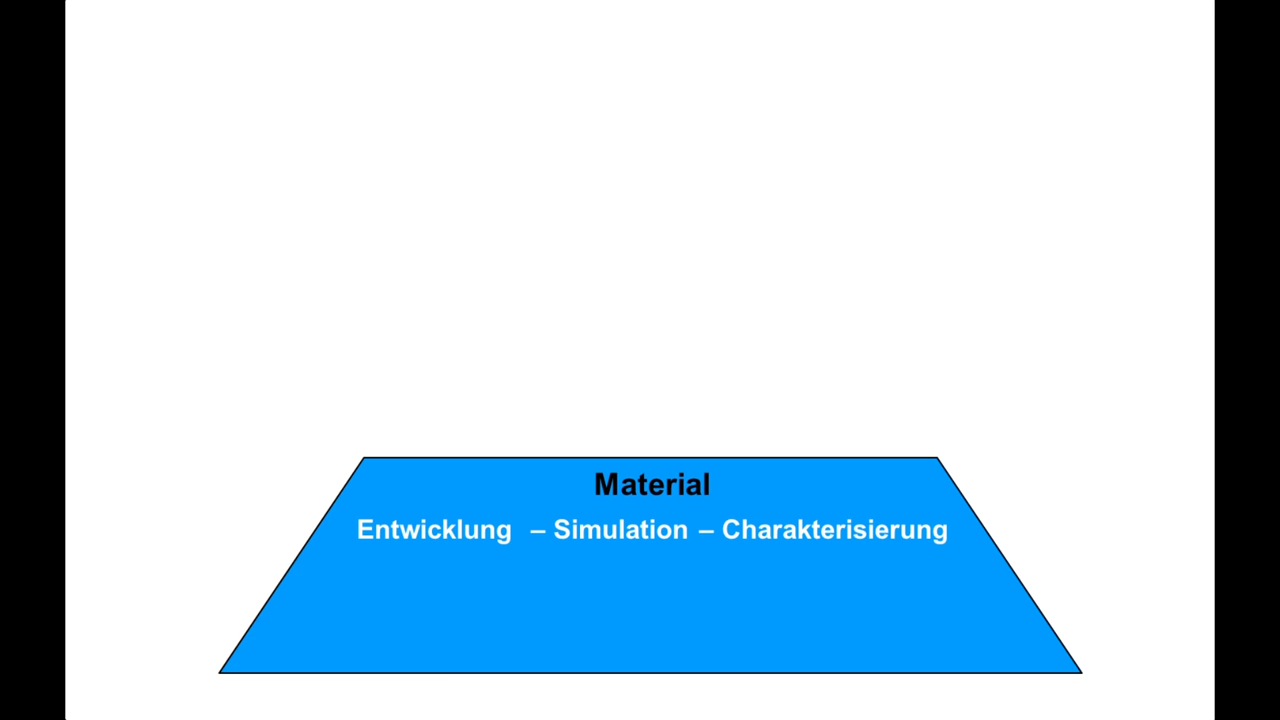 Material
Entwicklung – Simulation – Charakterisierung